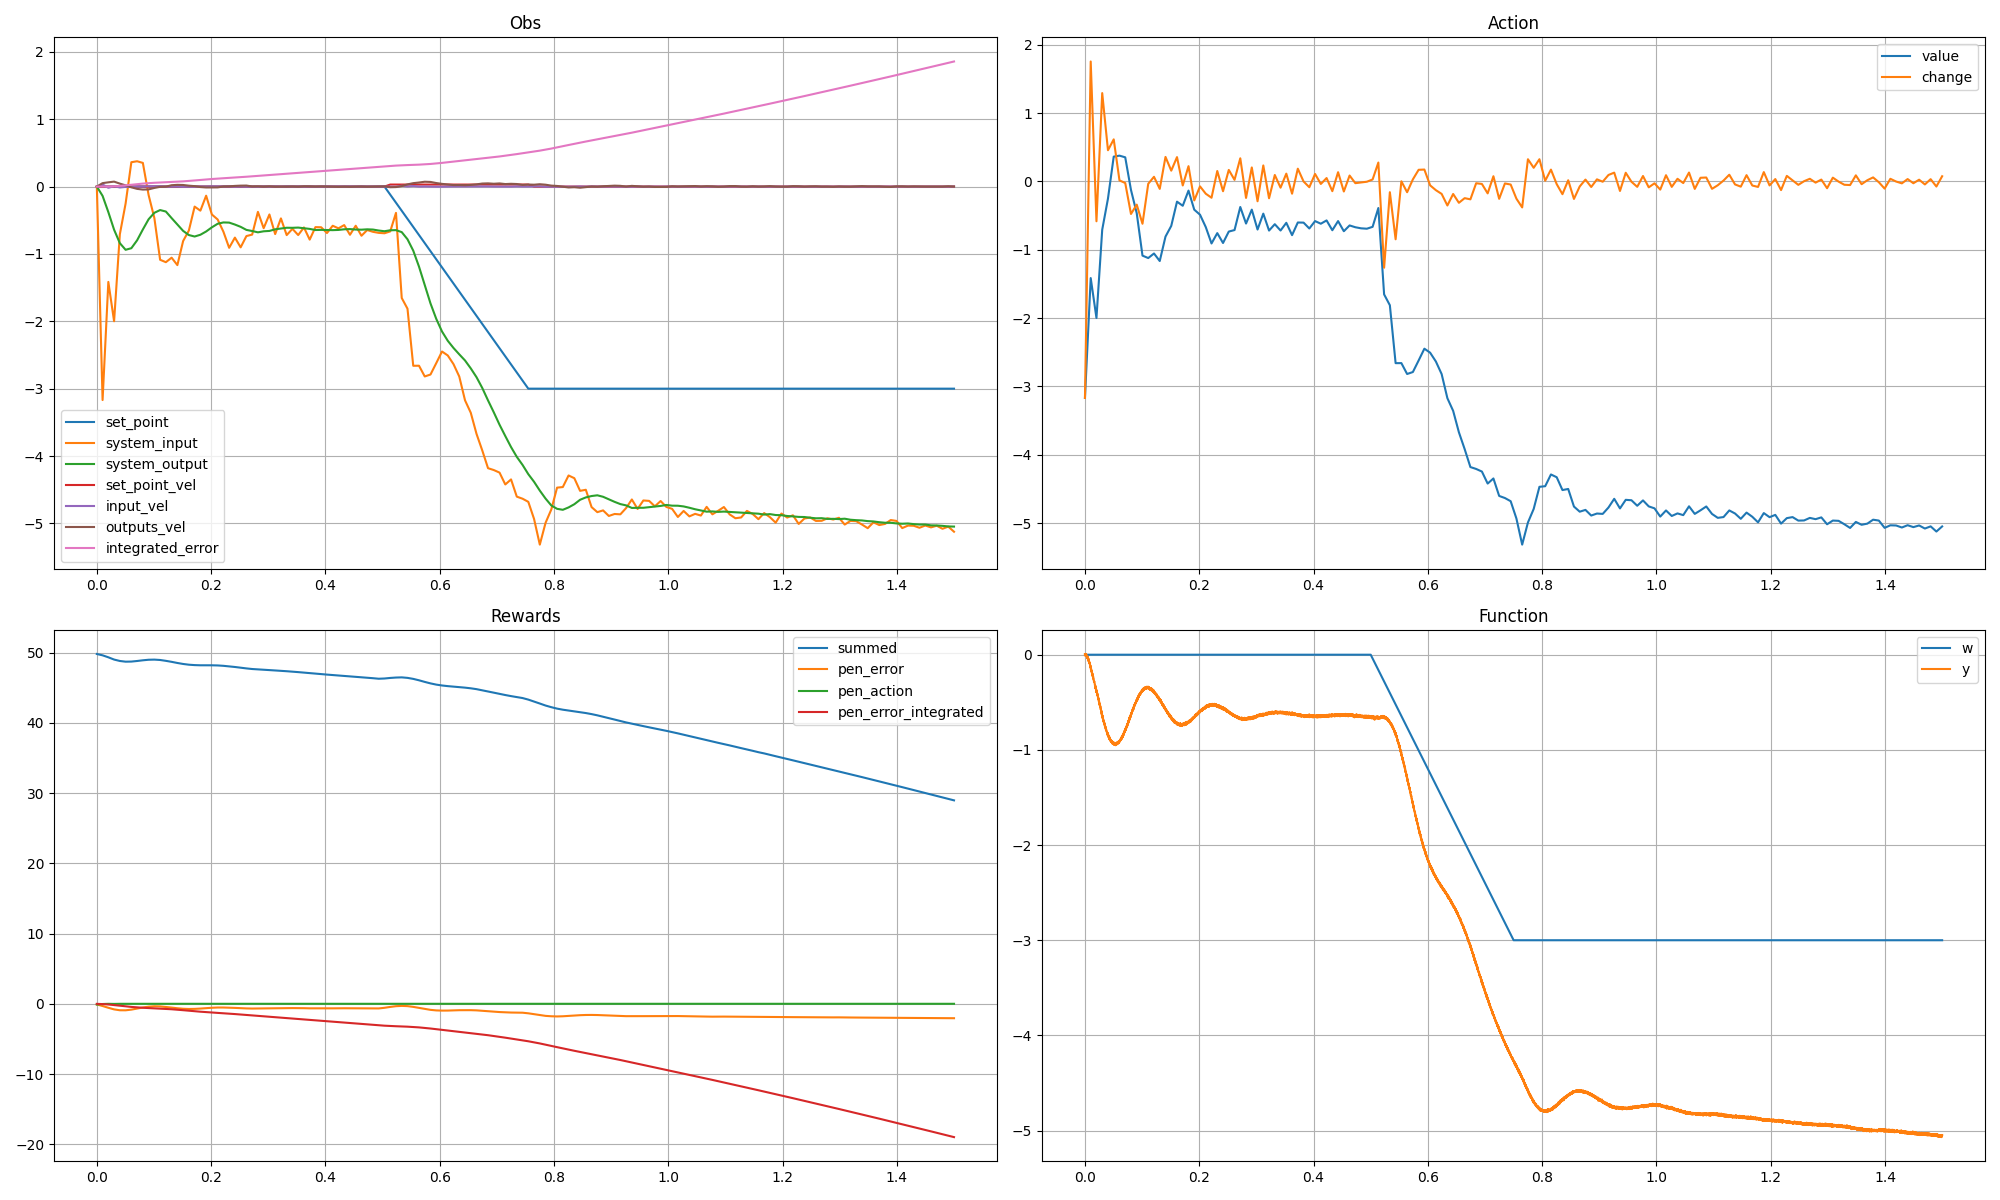 Obs
2
1
0
−1
−2
−3
−4
−5
set_point
system_input
system_output
set_point_vel
input_vel
outputs_vel
integrated_error
0.0 0.2 0.4 0.6 0.8 1.0 1.2 1.4
Action
2
1
0
−1
−2
−3
−4
−5
value
change
0.0 0.2 0.4 0.6 0.8 1.0 1.2 1.4
Rewards
50
40
30
20
10
0
−10
−20
summed
pen_error
pen_action
pen_error_integrated
0.0 0.2 0.4 0.6 0.8 1.0 1.2 1.4
Function
0
−1
−2
−3
−4
−5
w
y
0.0 0.2 0.4 0.6 0.8 1.0 1.2 1.4